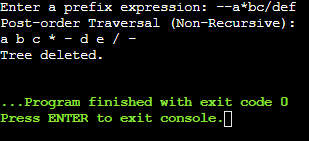 Enter a prefix expression: --a*bc/def
Post-order Traversal (Non-Recursive):
a b c * - d e / -
Tree deleted.
...Program finished with exit code 0
Press ENTER to exit console.